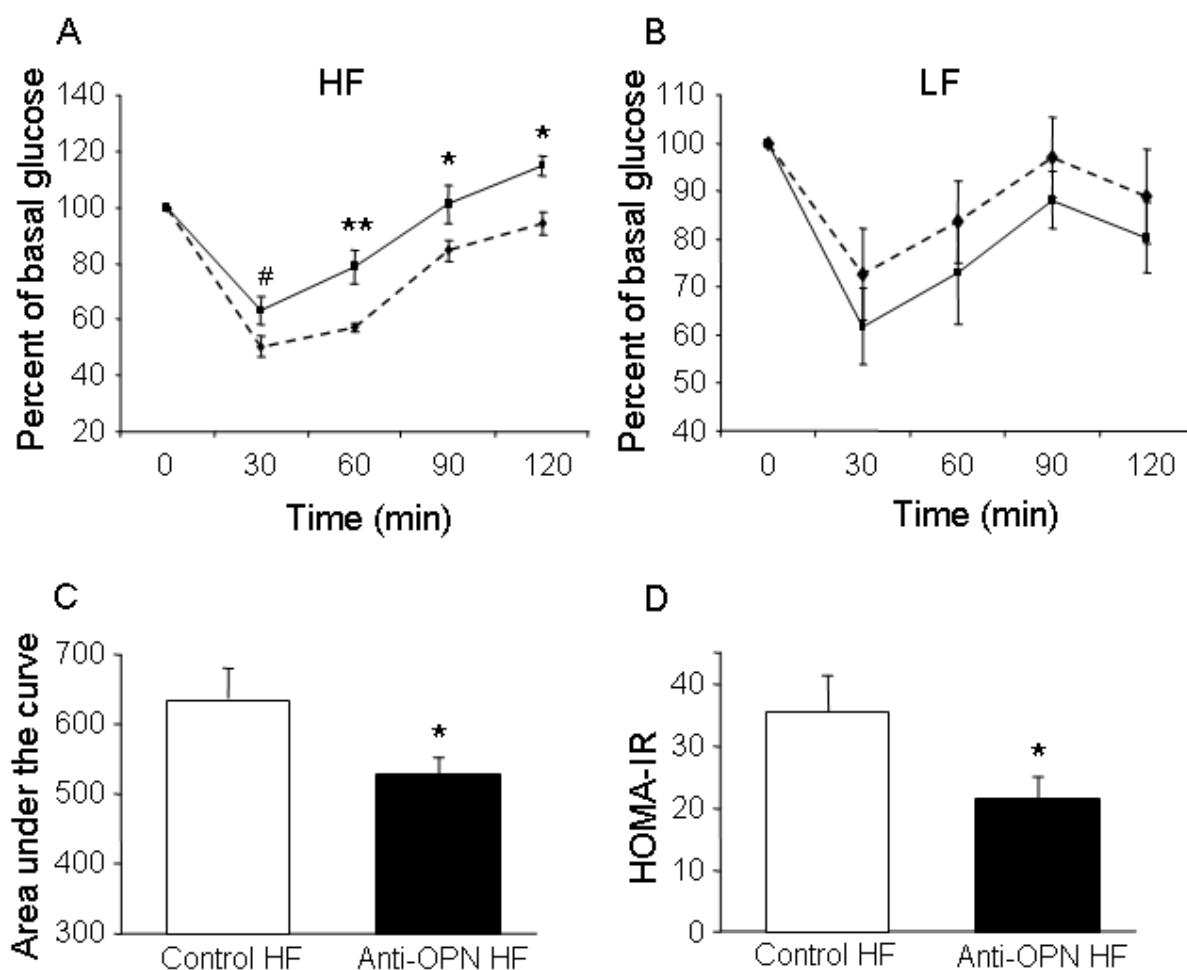 A
HF
Percent of basal glucose
140
120
100
80
60
40
20
#
**
*
*
0 30 60 90 120
Time (min)
B
LF
Percent of basal glucose
110
100
90
80
70
60
50
40
0 30 60 90 120
Time (min)
C
Area under the curve
700
600
500
400
300
*
Control HF Anti-OPN HF
D
HOMA-IR
40
30
20
10
0
*
Control HF Anti-OPN HF